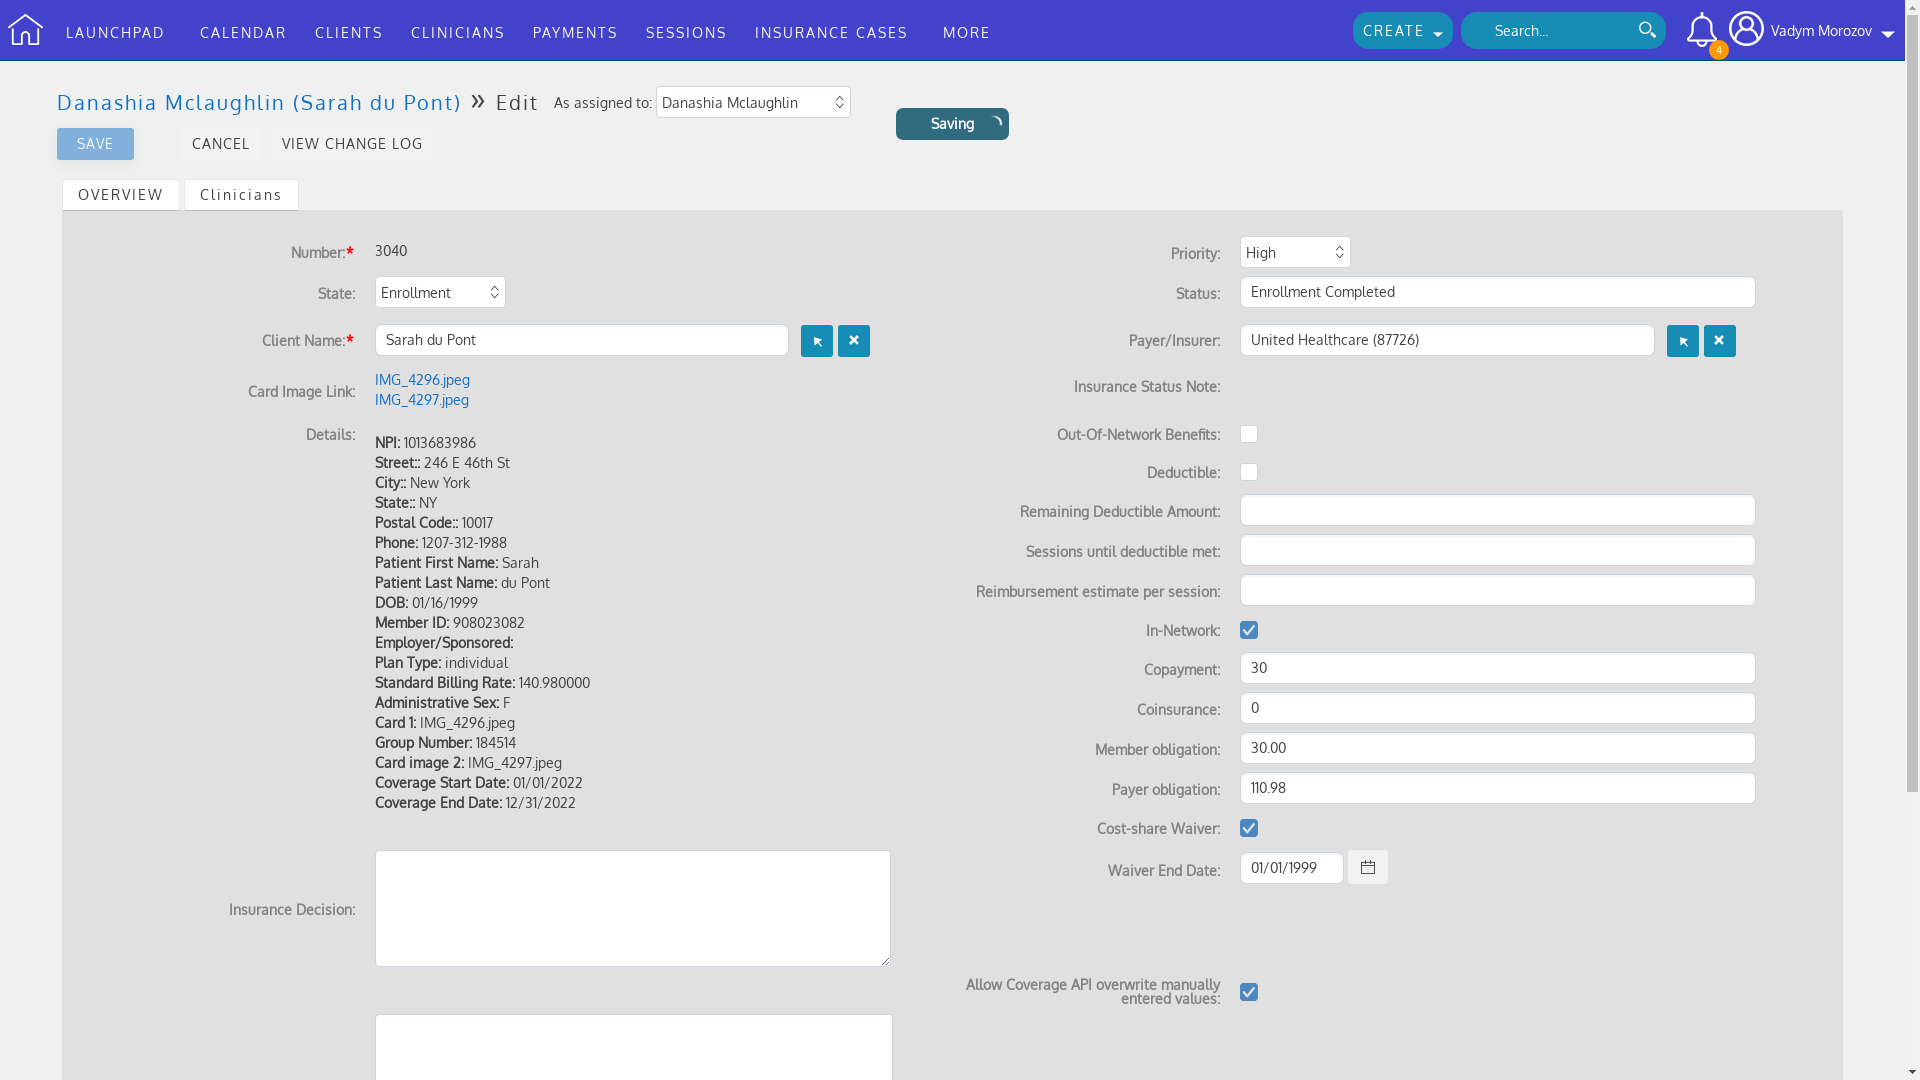 LAUNCHPAD CALENDAR CLIENTS CLINICIANS PAYMENTS SESSIONS INSURANCE CASES MORE CREATE Search... 4 Vadym Morozov
Danashia Mclaughlin (Sarah du Pont) » Edit As assigned to: Danashia Mclaughlin
Saving
SAVE CANCEL VIEW CHANGE LOG
OVERVIEW Clinicians
Number:* 3040
Priority: High
State: Enrollment
Status: Enrollment Completed
Client Name:* Sarah du Pont
Payer/Insurer: United Healthcare (87726)
Card Image Link: IMG_4296.jpeg
IMG_4297.jpeg
Insurance Status Note:
Details:
NPI: 1013683986
Street:: 246 E 46th St
City:: New York
State:: NY
Postal Code:: 10017
Phone: 1207-312-1988
Patient First Name: Sarah
Patient Last Name: du Pont
DOB: 01/16/1999
Member ID: 908023082
Employer/Sponsored:
Plan Type: individual
Standard Billing Rate: 140.980000
Administrative Sex: F
Card 1: IMG_4296.jpeg
Group Number: 184514
Card image 2: IMG_4297.jpeg
Coverage Start Date: 01/01/2022
Coverage End Date: 12/31/2022
Out-Of-Network Benefits:
Deductible:
Remaining Deductible Amount:
Sessions until deductible met:
Reimbursement estimate per session:
In-Network:
Copayment: 30
Coinsurance: 0
Member obligation: 30.00
Payer obligation: 110.98
Cost-share Waiver:
Waiver End Date: 01/01/1999
Insurance Decision:
Allow Coverage API overwrite manually
entered values: